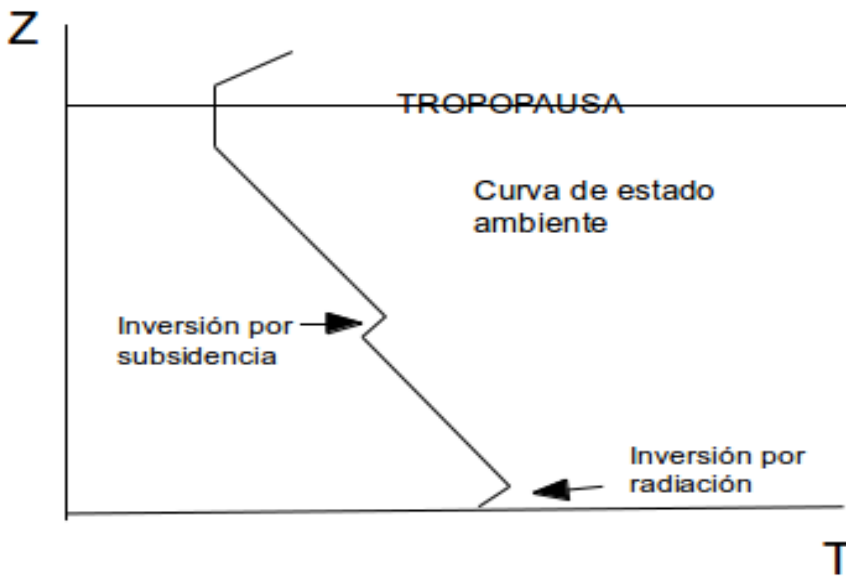 Z
TROPOPAUSA
Curva de estado
ambiente
Inversión por
subsidencia
Inversión por
radiación
T